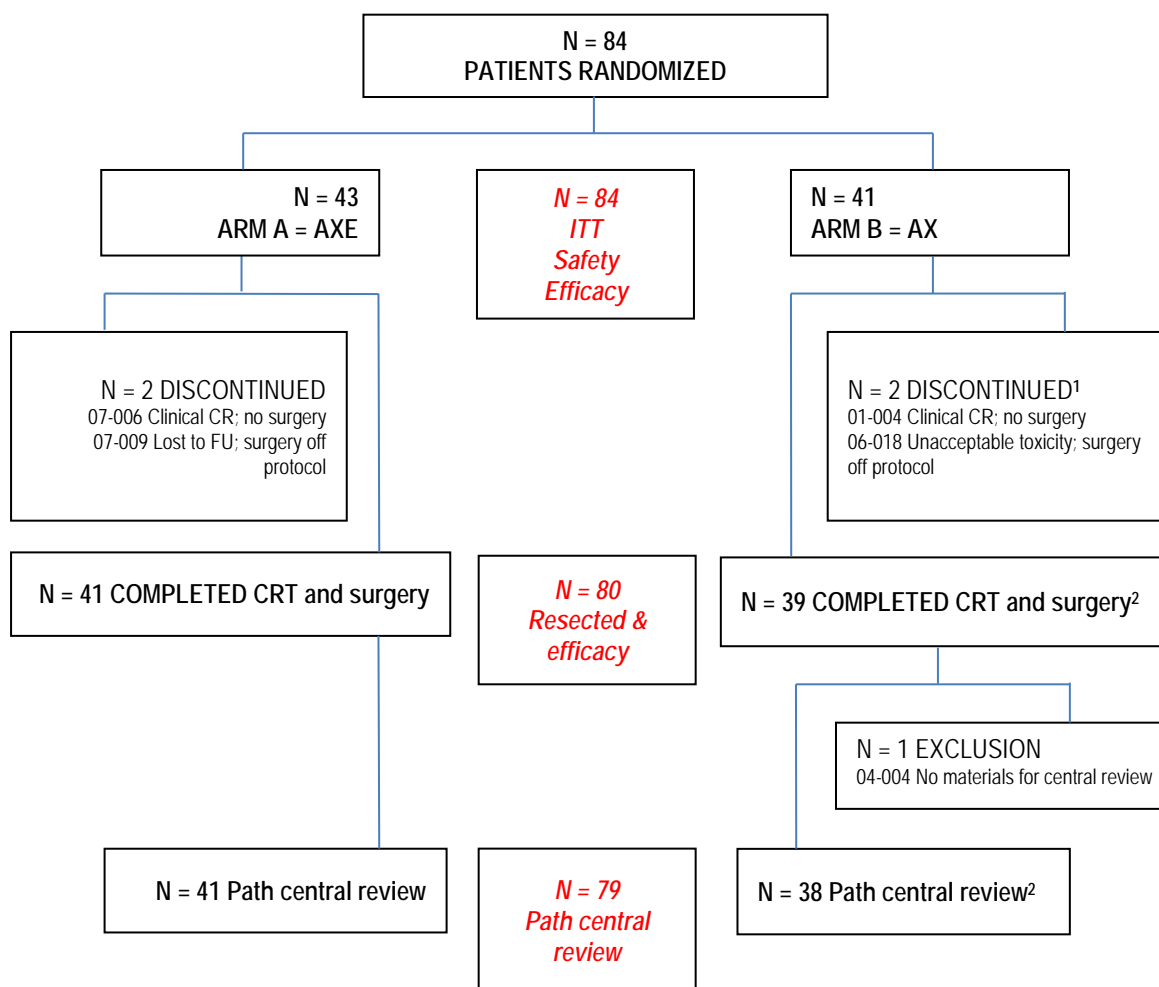 N = 84
PATIENTS RANDOMIZED
N = 43
ARM A = AXE
N = 84
ITT
Safety
Efficacy
N = 41
ARM B = AX
N = 2 DISCONTINUED
07-006 Clinical CR; no surgery
07-009 Lost to FU; surgery off
protocol
N = 2 DISCONTINUED¹
01-004 Clinical CR; no surgery
06-018 Unacceptable toxicity; surgery
off protocol
N = 41 COMPLETED CRT and surgery
N = 80
Resected &
efficacy
N = 39 COMPLETED CRT and surgery²
N = 1 EXCLUSION
04-004 No materials for central review
N = 41 Path central review
N = 79
Path central
review
N = 38 Path central review²